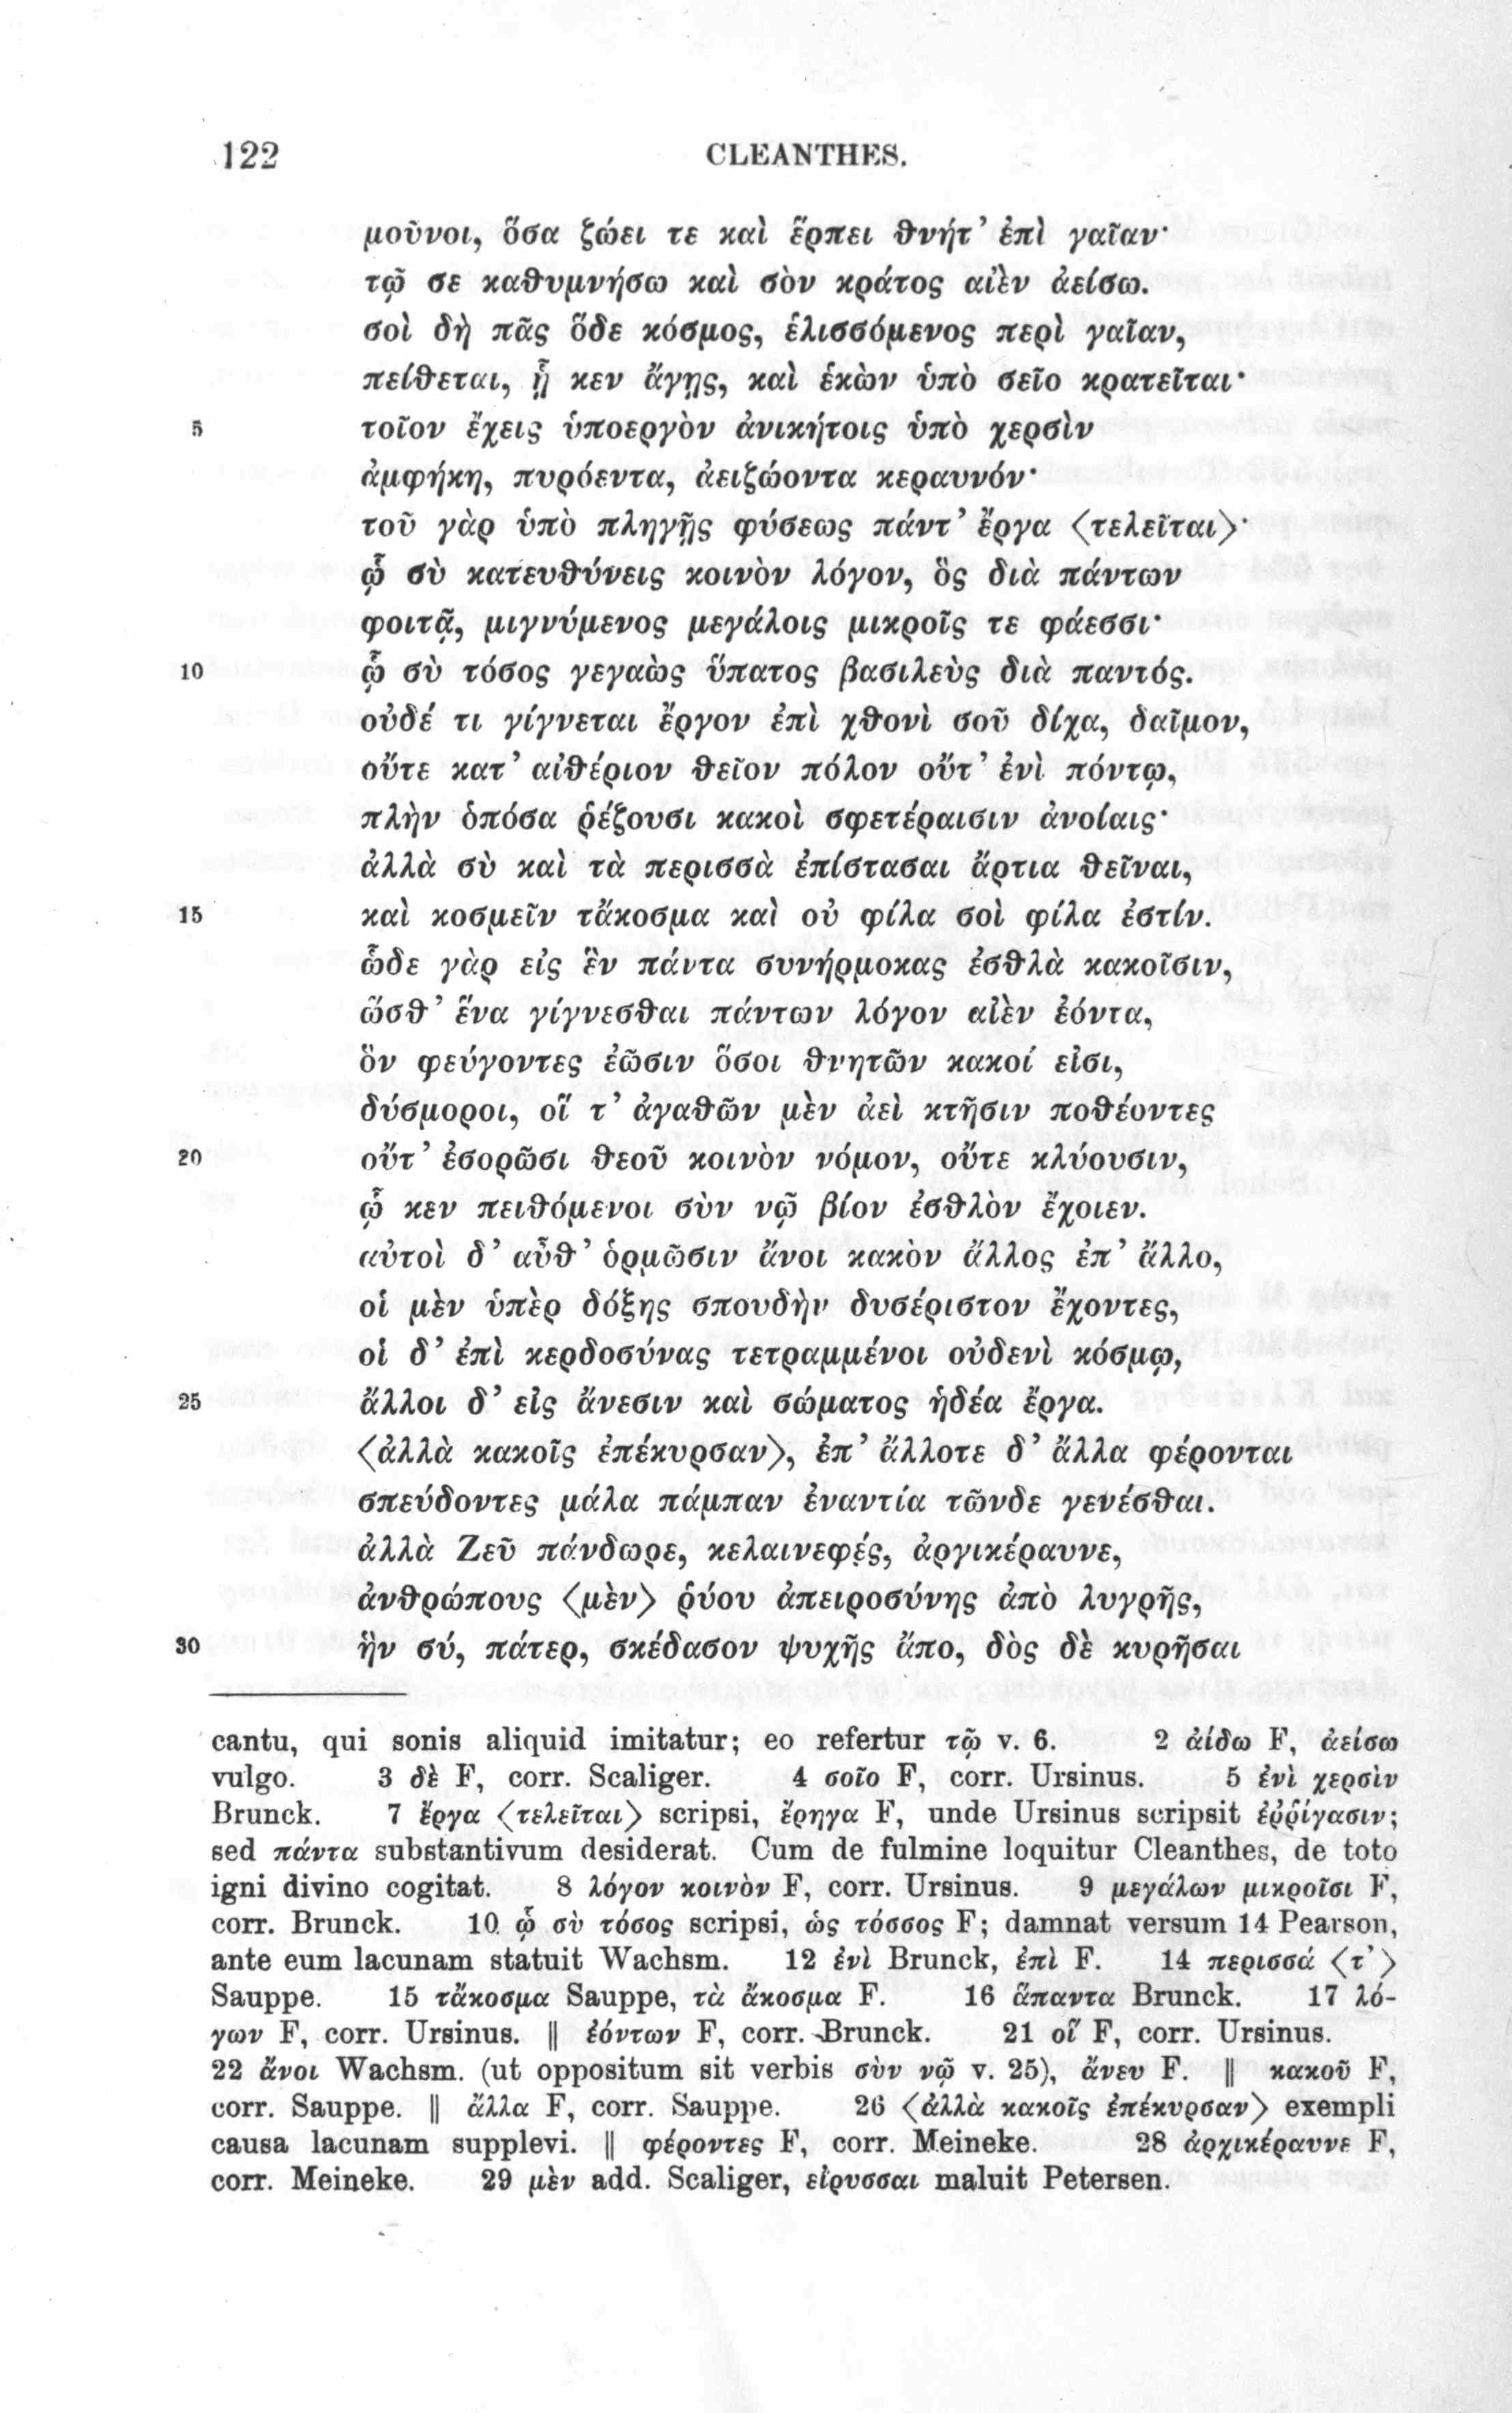 122
CLEANTHES.
μοῦνοι, ὅσα ζώει τε καὶ ἕρπει θνήτ’ ἐπὶ γαῖαν·
τῷ σε καθυμνήσω καὶ σὸν κράτος αἰὲν ἀείσω.
σοὶ δὴ πᾶς ὅδε κόσμος, ἑλισσόμενος περὶ γαῖαν,
πείθεται, ᾗ κεν ἄγῃς, καὶ ἑκὼν ὑπὸ σεῖο κρατεῖται·
5 τοῖον ἔχεις ὑποεργὸν ἀνικήτοις ὑπὸ χερσὶν
ἀμφήκη, πυρόεντα, ἀειζώοντα κεραυνόν·
τοῦ γὰρ ὑπὸ πληγῇς φύσεως πάντ’ ἔργα 〈τελεῖται〉·
ᾧ σὺ κατευθύνεις κοινὸν λόγον, ὃς διὰ πάντων
φοιτᾷ, μιγνύμενος μεγάλοις μικροῖς τε φάεσσι·
10 ᾧ σὺ τόσος γεγαὼς ὕπατος βασιλεὺς διὰ παντός.
οὐδέ τι γίγνεται ἔργον ἐπὶ χθονὶ σοῦ δίχα, δαῖμον,
οὔτε κατ’ αἰθέριον θεῖον πόλον οὔτ’ ἐνὶ πόντῳ,
πλὴν ὁπόσα ῥέζουσι κακοὶ σφετέραισιν ἀνοίαις·
ἀλλὰ σὺ καὶ τὰ περισσὰ ἐπίστασαι ἄρτια θεῖναι,
15 καὶ κοσμεῖν τἄκοσμα καὶ οὐ φίλα σοὶ φίλα ἐστίν.
ὧδε γὰρ εἰς ἓν πάντα συνήρμοκας ἐσθλὰ κακοῖσιν,
ὥσθ’ ἕνα γίγνεσθαι πάντων λόγον αἰὲν ἐόντα,
ὃν φεύγοντες ἐῶσιν ὅσοι θνητῶν κακοί εἰσι,
δύσμοροι, οἵ τ’ ἀγαθῶν μὲν ἀεὶ κτῆσιν ποθέοντες
20 οὔτ’ ἐσορῶσι θεοῦ κοινὸν νόμον, οὔτε κλύουσιν,
ᾧ κεν πειθόμενοι σὺν νῷ βίον ἐσθλὸν ἔχοιεν.
αὐτοὶ δ’ αὖθ’ ὁρμῶσιν ἄνοι κακὸν ἄλλος ἐπ’ ἄλλο,
οἱ μὲν ὑπὲρ δόξης σπουδὴν δυσέριστον ἔχοντες,
οἱ δ’ ἐπὶ κερδοσύνας τετραμμένοι οὐδενὶ κόσμῳ,
25 ἄλλοι δ’ εἰς ἄνεσιν καὶ σώματος ἡδέα ἔργα.
〈ἀλλὰ κακοῖς ἐπέκυρσαν〉, ἐπ’ ἄλλοτε δ’ ἄλλα φέρονται
σπεύδοντες μάλα πάμπαν ἐναντία τῶνδε γενέσθαι.
ἀλλὰ Ζεῦ πάνδωρε, κελαινεφές, ἀργικέραυνε,
ἀνθρώπους 〈μὲν〉 ῥύου ἀπειροσύνης ἀπὸ λυγρῆς,
30 ἣν σύ, πάτερ, σκέδασον ψυχῆς ἄπο, δὸς δὲ κυρῆσαι
cantu, qui sonis aliquid imitatur; eo refertur τῷ v. 6. 2 ἀίδω F, ἀείσω
vulgo. 3 δὲ F, corr. Scaliger. 4 σοῖο F, corr. Ursinus. 5 ἐνὶ χερσὶν
Brunck. 7 ἔργα 〈τελεῖται〉 scripsi, ἔρηγα F, unde Ursinus scripsit ἐῤῥίγασιν;
sed πάντα substantivum desiderat. Cum de fulmine loquitur Cleanthes, de toto
igni divino cogitat. 8 λόγον κοινὸν F, corr. Ursinus. 9 μεγάλων μικροῖσι F,
corr. Brunck. 10 ᾧ σὺ τόσος scripsi, ὡς τόσσος F; damnat versum 14 Pearson,
ante eum lacunam statuit Wachsm. 12 ἐνὶ Brunck, ἐπὶ F. 14 περισσά 〈τ’〉
Sauppe. 15 τἄκοσμα Sauppe, τὰ ἄκοσμα F. 16 ἅπαντα Brunck. 17 λό-
γων F, corr. Ursinus. || ἐόντων F, corr. Brunck. 21 οἵ F, corr. Ursinus.
22 ἄνοι Wachsm. (ut oppositum sit verbis σὺν νῷ v. 25), ἄνευ F. || κακοῦ F,
corr. Sauppe. || ἄλλα F, corr. Sauppe. 26 〈ἀλλὰ κακοῖς ἐπέκυρσαν〉 exempli
causa lacunam supplevi. || φέροντες F, corr. Meineke. 28 ἀρχικέραυνε F,
corr. Meineke. 29 μὲν add. Scaliger, εἰρυσσαι maluit Petersen.